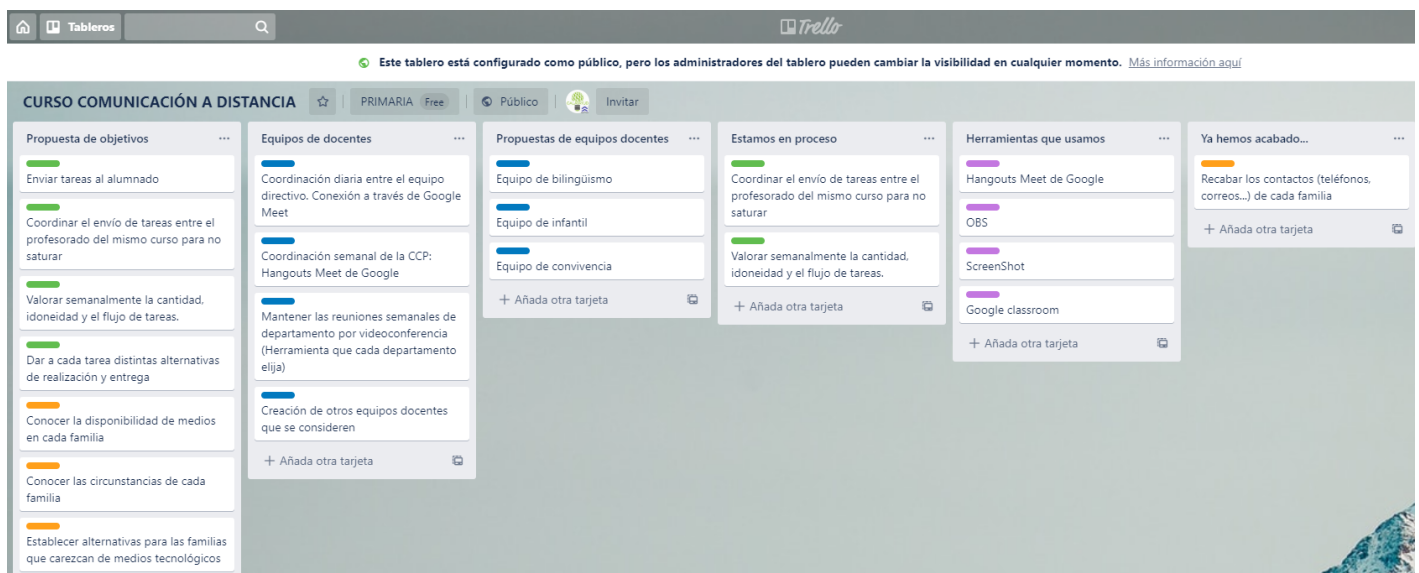 Tableros
Trello
Este tablero está configurado como público, pero los administradores del tablero pueden cambiar la visibilidad en cualquier momento. Más información aquí
CURSO COMUNICACIÓN A DISTANCIA
PRIMARIA Free
Público
Invitar
Propuesta de objetivos
Enviar tareas al alumnado
Coordinar el envío de tareas entre el
profesorado del mismo curso para no
saturar
Valorar semanalmente la cantidad,
idoneidad y el flujo de tareas.
Dar a cada tarea distintas alternativas
de realización y entrega
Conocer la disponibilidad de medios
en cada familia
Conocer las circunstancias de cada
familia
Establecer alternativas para las familias
que carezcan de medios tecnológicos
Equipos de docentes
Coordinación diaria entre el equipo
directivo. Conexión a través de Google
Meet
Coordinación semanal de la CCP:
Hangouts Meet de Google
Mantener las reuniones semanales de
departamento por videoconferencia
(Herramienta que cada departamento
elija)
Creación de otros equipos docentes
que se consideren
+ Añada otra tarjeta
Propuestas de equipos docentes
Equipo de bilingüismo
Equipo de infantil
Equipo de convivencia
+ Añada otra tarjeta
Estamos en proceso
Coordinar el envío de tareas entre el
profesorado del mismo curso para no
saturar
Valorar semanalmente la cantidad,
idoneidad y el flujo de tareas.
+ Añada otra tarjeta
Herramientas que usamos
Hangouts Meet de Google
OBS
ScreenShot
Google classroom
+ Añada otra tarjeta
Ya hemos acabado...
Recabar los contactos (teléfonos,
correos...) de cada familia
+ Añada otra tarjeta